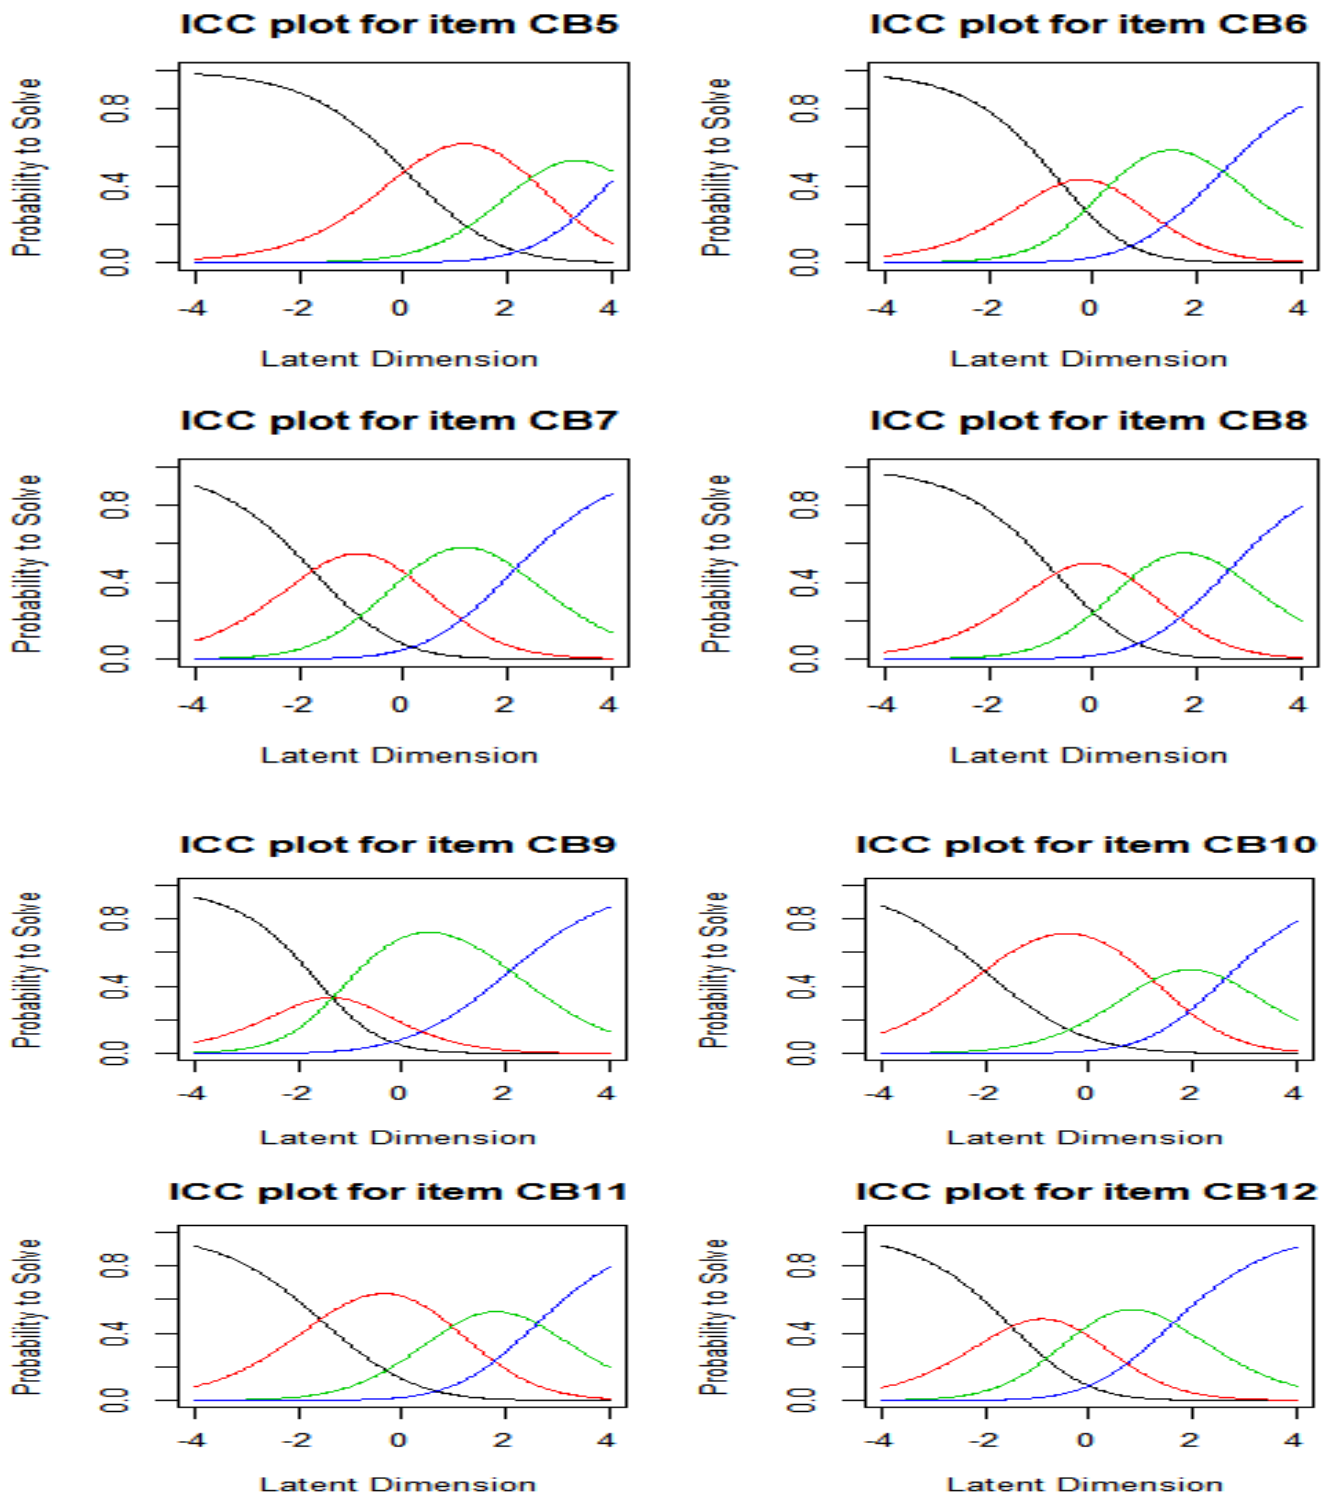 ICC plot for item CB5
Probability to Solve
0.0 0.4 0.8
-4 -2 0 2 4
Latent Dimension
ICC plot for item CB6
Probability to Solve
0.0 0.4 0.8
-4 -2 0 2 4
Latent Dimension
ICC plot for item CB7
Probability to Solve
0.0 0.4 0.8
-4 -2 0 2 4
Latent Dimension
ICC plot for item CB8
Probability to Solve
0.0 0.4 0.8
-4 -2 0 2 4
Latent Dimension
ICC plot for item CB9
Probability to Solve
0.0 0.4 0.8
-4 -2 0 2 4
Latent Dimension
ICC plot for item CB10
Probability to Solve
0.0 0.4 0.8
-4 -2 0 2 4
Latent Dimension
ICC plot for item CB11
Probability to Solve
0.0 0.4 0.8
-4 -2 0 2 4
Latent Dimension
ICC plot for item CB12
Probability to Solve
0.0 0.4 0.8
-4 -2 0 2 4
Latent Dimension